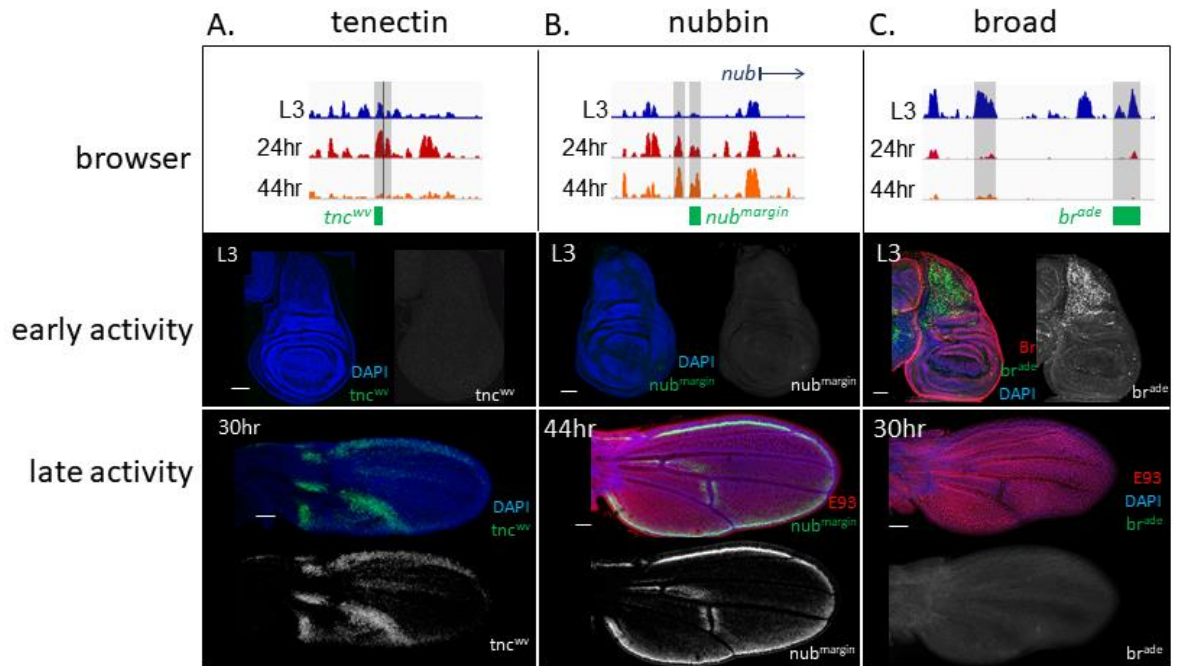 A. tenectin
B. nubbin
C. broad
browser
L3
24hr
44hr
tnc^wv
nub
L3
24hr
44hr
nub^margin
L3
24hr
44hr
br^ade
early activity
L3
DAPI
tnc^wv
tnc^wv
L3
DAPI
nub^margin
nub^margin
L3
Br
br^ade
DAPI
br^ade
late activity
30hr
DAPI
tnc^wv
tnc^wv
44hr
E93
nub^margin
nub^margin
30hr
E93
DAPI
br^ade
br^ade